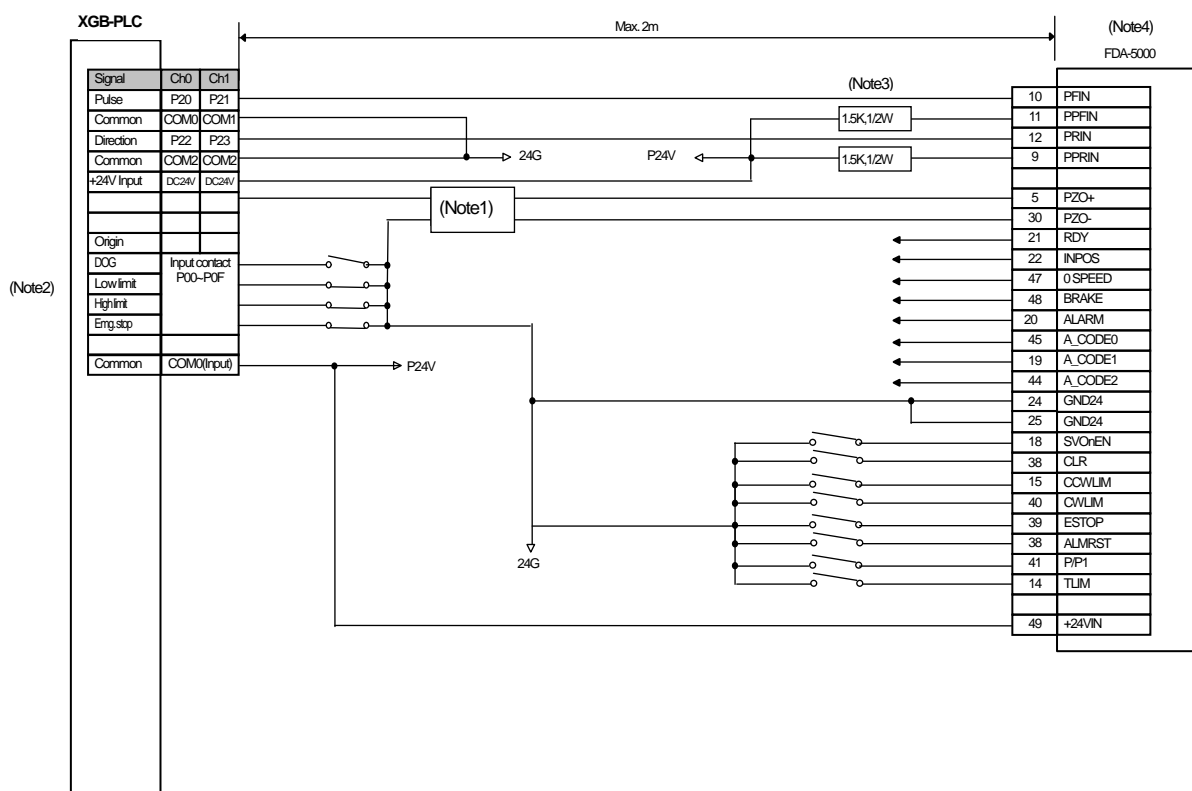 XGB-PLC
Max. 2m
(Note4)
FDA-5000
Signal Ch0 Ch1
Pulse P20 P21
Common COM0 COM1
Direction P22 P23
Common COM2 COM2
+24V Input DC24V DC24V
Origin
DOG Input contact
P00~P0F
Low limit
High limit
Emg.stop
Common COM0(Input)
(Note2)
24G
P24V
(Note3)
1.5K,1/2W
1.5K,1/2W
(Note1)
P24V
24G
10 PFIN
11 PPFIN
12 PRIN
9 PPRIN
5 PZO+
30 PZO-
21 RDY
22 INPOS
47 0 SPEED
48 BRAKE
20 ALARM
45 A_CODE0
19 A_CODE1
44 A_CODE2
24 GND24
25 GND24
18 SVOnEN
38 CLR
15 CCWLIM
40 CWLIM
39 ESTOP
38 ALMRST
41 P/P1
14 TLIM
49 +24VIN